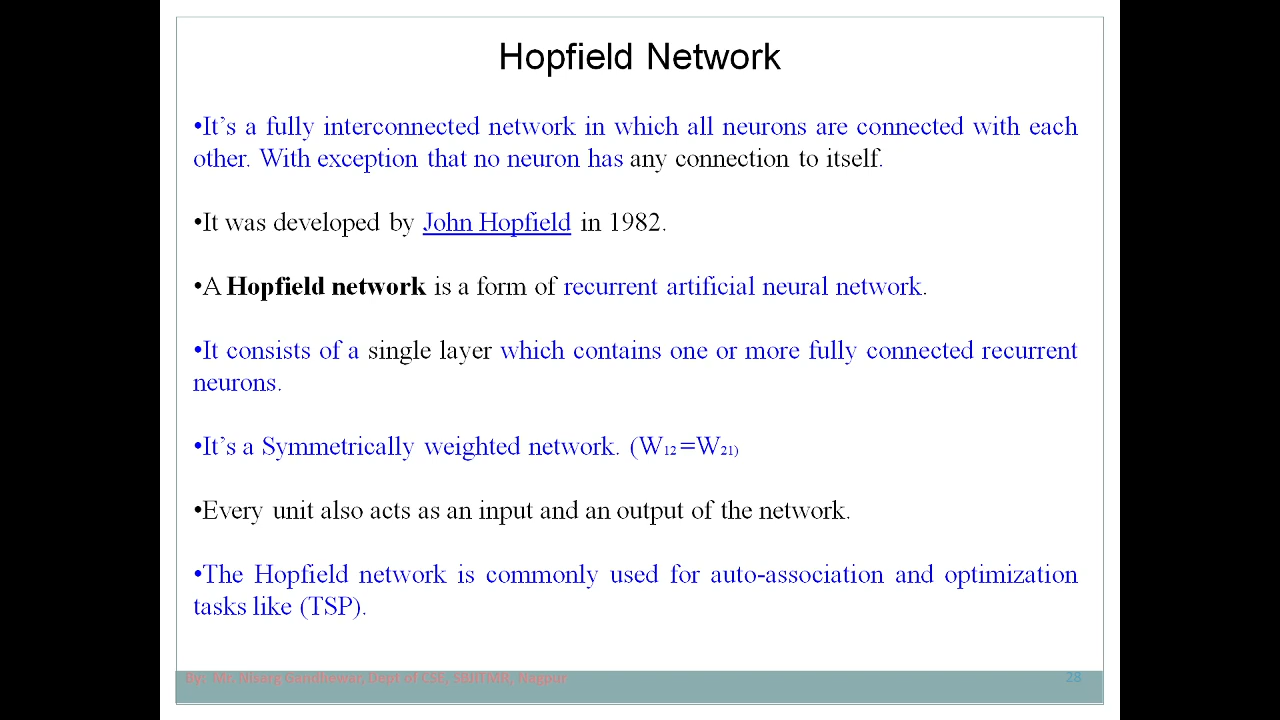 Hopfield Network
•It’s a fully interconnected network in which all neurons are connected with each
other. With exception that no neuron has any connection to itself.
•It was developed by John Hopfield in 1982.
•A Hopfield network is a form of recurrent artificial neural network.
•It consists of a single layer which contains one or more fully connected recurrent
neurons.
•It’s a Symmetrically weighted network. (W12=W21)
•Every unit also acts as an input and an output of the network.
•The Hopfield network is commonly used for auto-association and optimization
tasks like (TSP).
By: Mr. Nisarg Gandhewar, Dept of CSE, SBJITMR, Nagpur
28